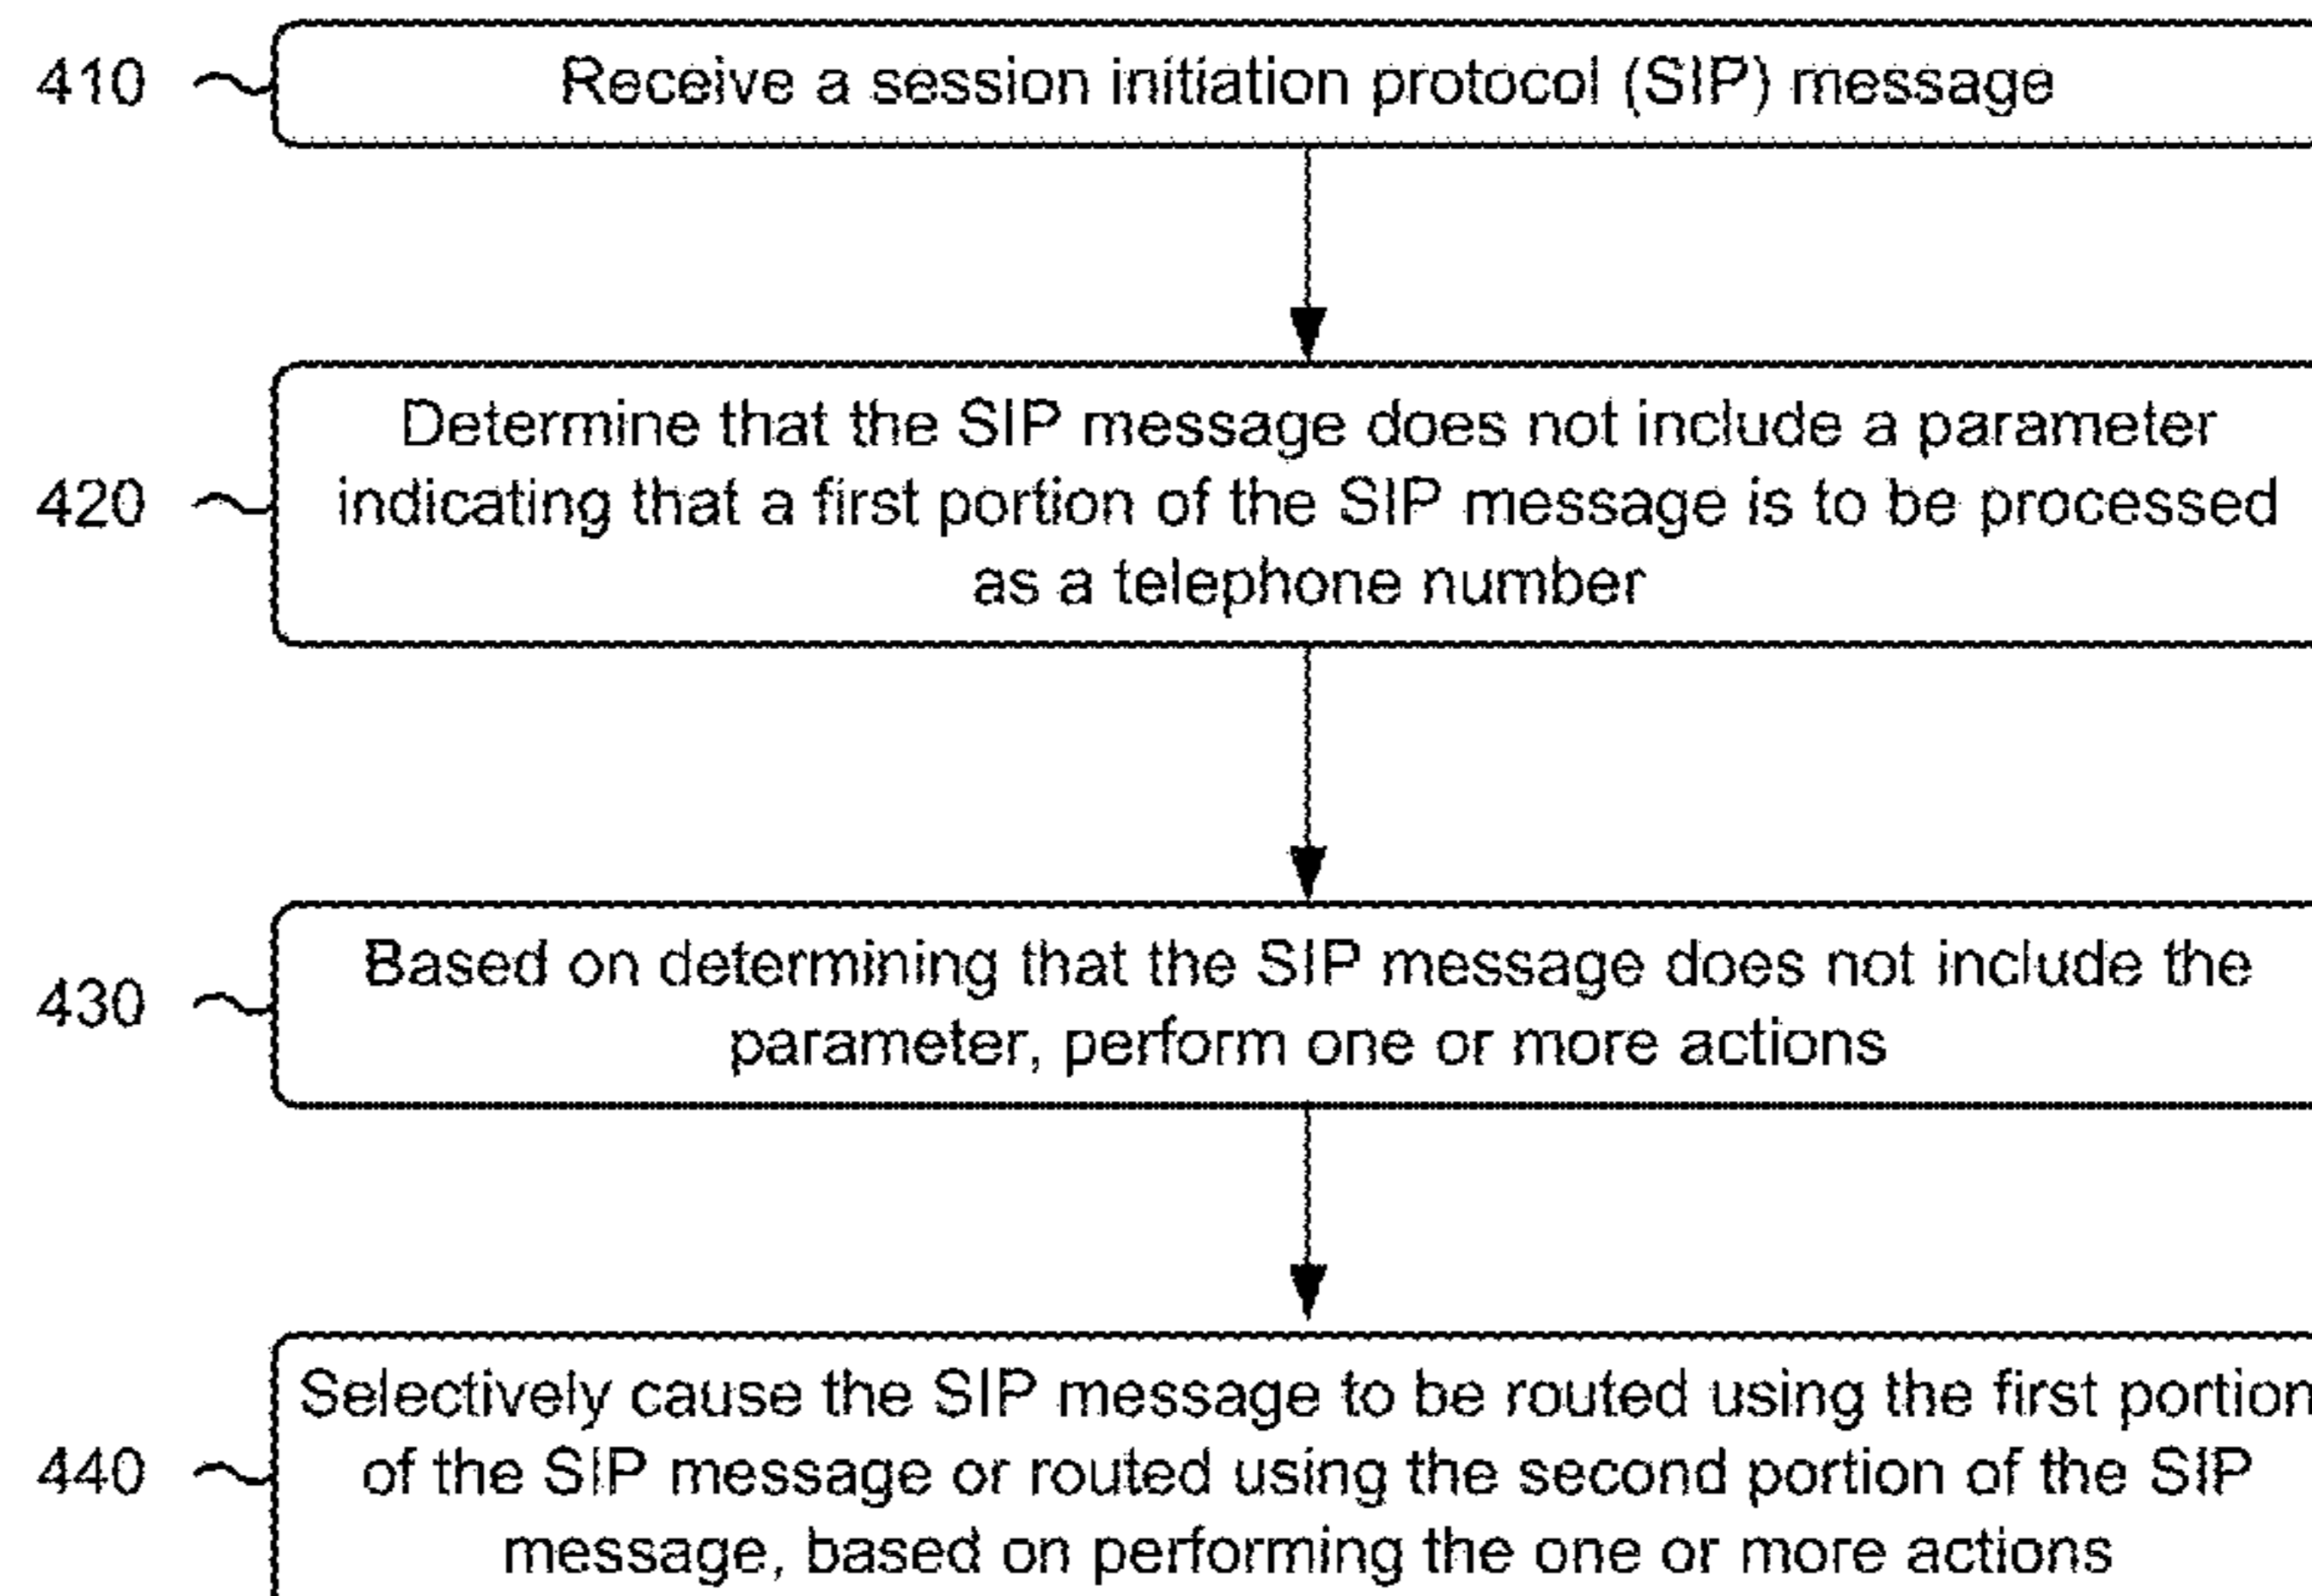 410
Receive a session initiation protocol (SIP) message
420
Determine that the SIP message does not include a parameter
indicating that a first portion of the SIP message is to be processed
as a telephone number
430
Based on determining that the SIP message does not include the
parameter, perform one or more actions
440
Selectively cause the SIP message to be routed using the first portion
of the SIP message or routed using the second portion of the SIP
message, based on performing the one or more actions